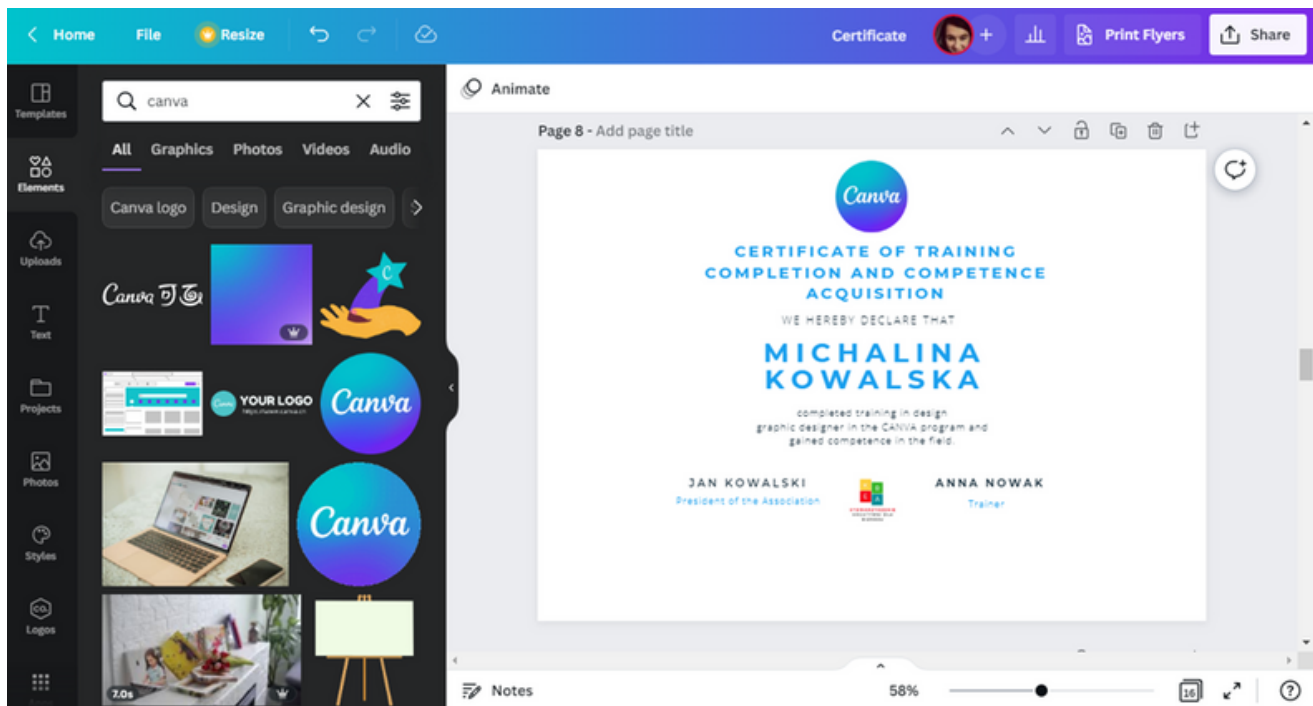 Home File Resize Certificate + Print Flyers Share
Templates
Elements
Uploads
Text
Projects
Photos
Styles
Logos
canva
All Graphics Photos Videos Audio
Canva logo Design Graphic design
Canva 可画
C
Canva YOUR LOGO
Canva
Canva
7.0s
Animate
Page 8 - Add page title
Canva
CERTIFICATE OF TRAINING
COMPLETION AND COMPETENCE
ACQUISITION
WE HEREBY DECLARE THAT
MICHALINA
KOWALSKA
completed training in design
graphic designer in the CANVA program and
gained competence in the field.
JAN KOWALSKI
President of the Association
ANNA NOWAK
Trainer
Notes 58% 16 ?